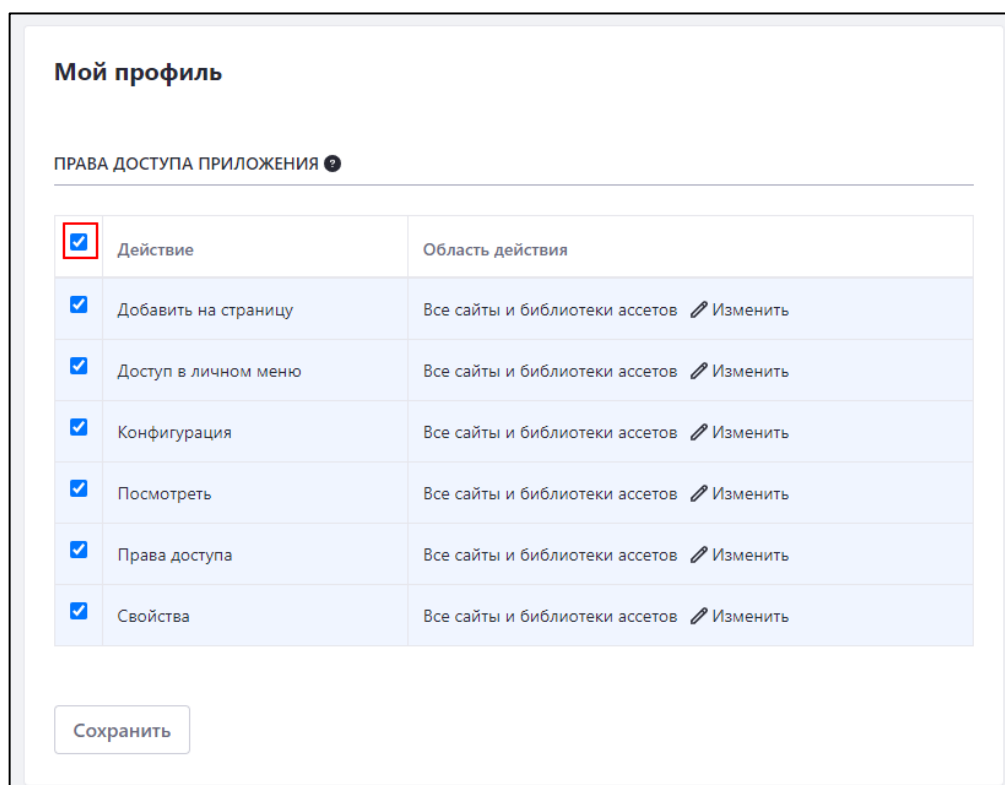 Мой профиль
ПРАВА ДОСТУПА ПРИЛОЖЕНИЯ ?
Действие Область действия
Добавить на страницу Все сайты и библиотеки ассетов Изменить
Доступ в личном меню Все сайты и библиотеки ассетов Изменить
Конфигурация Все сайты и библиотеки ассетов Изменить
Посмотреть Все сайты и библиотеки ассетов Изменить
Права доступа Все сайты и библиотеки ассетов Изменить
Свойства Все сайты и библиотеки ассетов Изменить
Сохранить